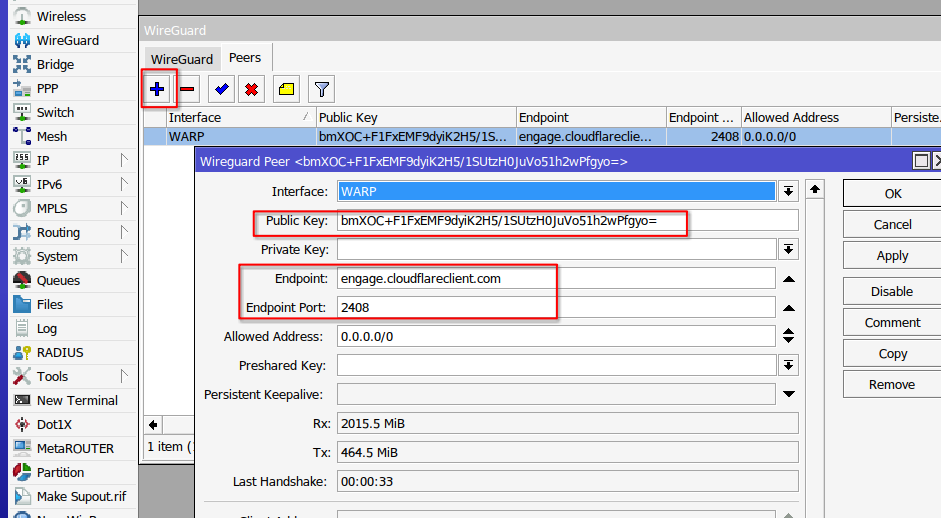 Wireless
WireGuard
Bridge
PPP
Switch
Mesh
IP
IPv6
MPLS
Routing
System
Queues
Files
Log
RADIUS
Tools
New Terminal
Dot1X
MetaROUTER
Partition
Make Supout.rif
WireGuard
WireGuard Peers
Interface Public Key Endpoint Endpoint ... Allowed Address Persiste...
WARP bmXOC+F1FxEMF9dyiK2H5/1S... engage.cloudflareclie... 2408 0.0.0.0/0
1 item (
Wireguard Peer <bmXOC+F1FxEMF9dyiK2H5/1SUtzH0JuVo51h2wPfgyo=>
Interface: WARP
Public Key: bmXOC+F1FxEMF9dyiK2H5/1SUtzH0JuVo51h2wPfgyo=
Private Key:
Endpoint: engage.cloudflareclient.com
Endpoint Port: 2408
Allowed Address: 0.0.0.0/0
Preshared Key:
Persistent Keepalive:
Rx: 2015.5 MiB
Tx: 464.5 MiB
Last Handshake: 00:00:33
OK
Cancel
Apply
Disable
Comment
Copy
Remove